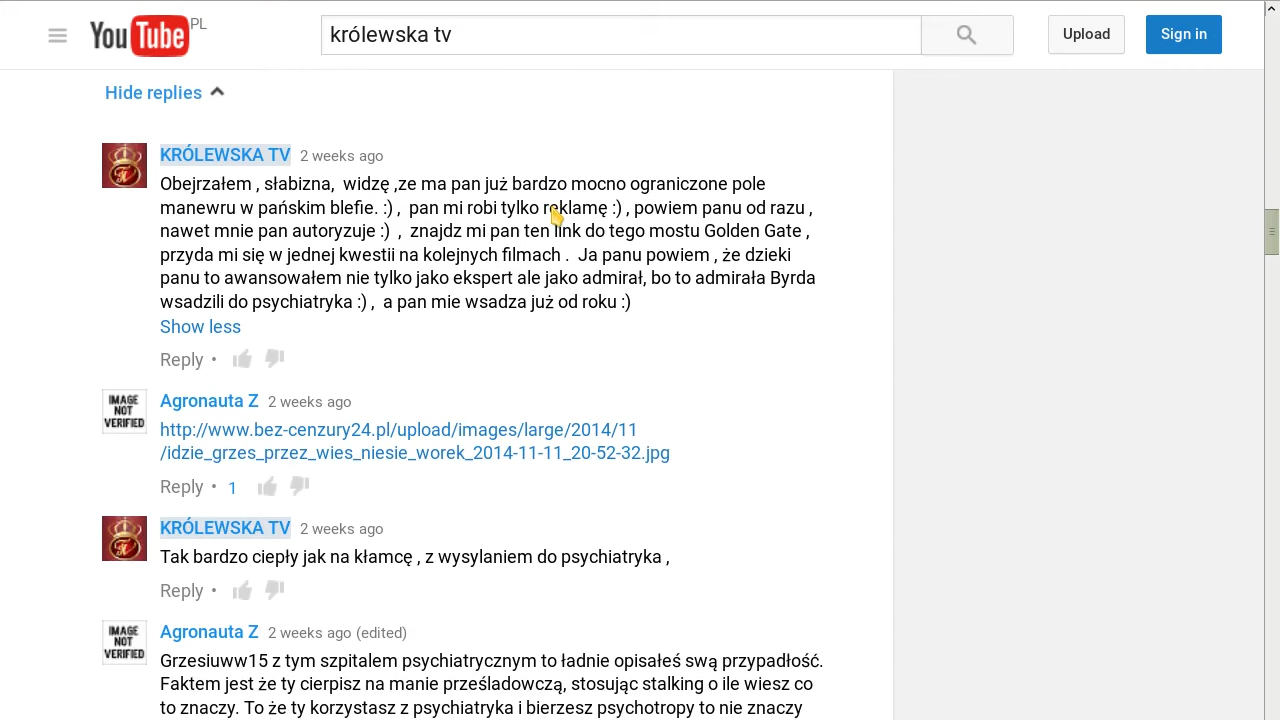 YouTube PL
królewska tv
Upload
Sign in
Hide replies
KRÓLEWSKA TV 2 weeks ago
Obejrzałem , słabizna,  widzę ,ze ma pan już bardzo mocno ograniczone pole
manewru w pańskim blefie. :) ,  pan mi robi tylko reklamę :) , powiem panu od razu ,
nawet mnie pan autoryzuje :)  ,  znajdz mi pan ten link do tego mostu Golden Gate ,
przyda mi się w jednej kwestii na kolejnych filmach .  Ja panu powiem , że dzieki
panu to awansowałem nie tylko jako ekspert ale jako admirał, bo to admirała Byrda
wsadzili do psychiatryka :) ,  a pan mie wsadza już od roku :)
Show less
Reply •
IMAGE
NOT
VERIFIED
Agronauta Z 2 weeks ago
http://www.bez-cenzury24.pl/upload/images/large/2014/11
/idzie_grzes_przez_wies_niesie_worek_2014-11-11_20-52-32.jpg
Reply • 1
KRÓLEWSKA TV 2 weeks ago
Tak bardzo ciepły jak na kłamcę , z wysylaniem do psychiatryka ,
Reply •
IMAGE
NOT
VERIFIED
Agronauta Z 2 weeks ago (edited)
Grzesiuww15 z tym szpitalem psychiatrycznym to ładnie opisałeś swą przypadłość.
Faktem jest że ty cierpisz na manie prześladowczą, stosując stalking o ile wiesz co
to znaczy. To że ty korzystasz z psychiatryka i bierzesz psychotropy to nie znaczy